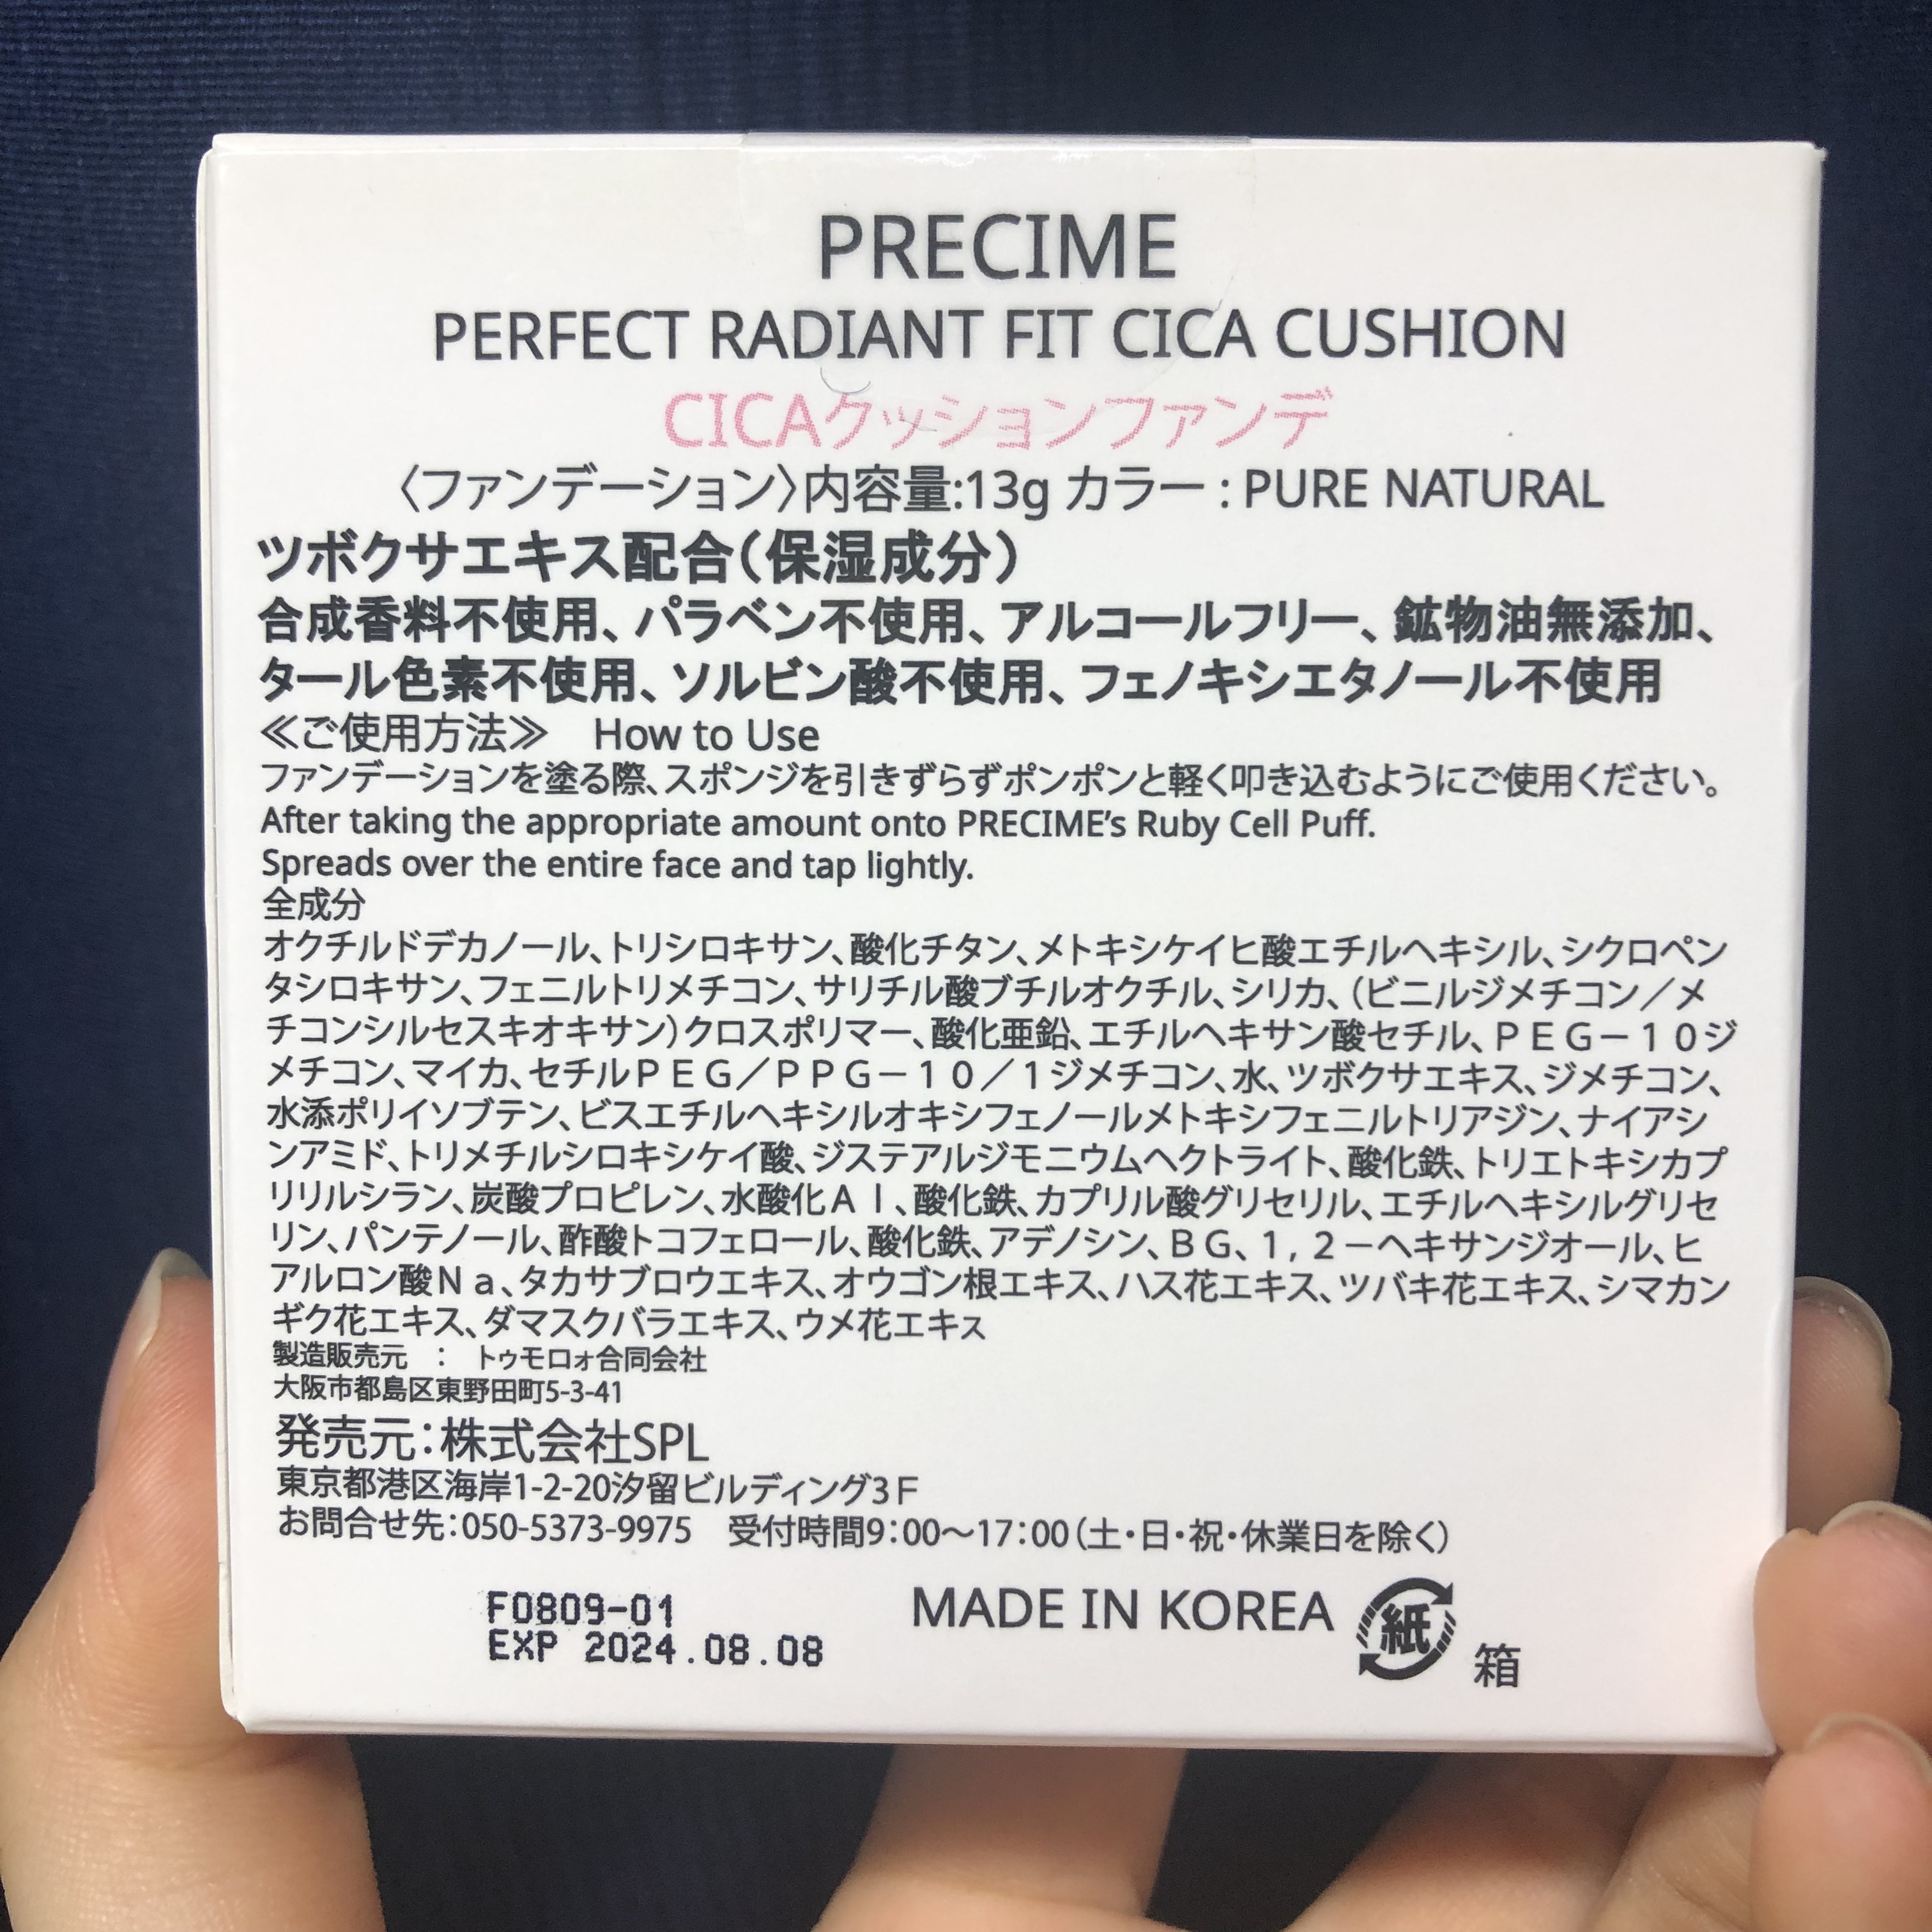 PRECIME
PERFECT RADIANT FIT CICA CUSHION
CICAクッションファンデ
〈ファンデーション〉内容量:13g カラー : PURE NATURAL
ツボクサエキス配合(保湿成分)
合成香料不使用、パラベン不使用、アルコールフリー、鉱物油無添加、
タール色素不使用、ソルビン酸不使用、フェノキシエタノール不使用
≪ご使用方法≫　How to Use
ファンデーションを塗る際、スポンジを引きずらずポンポンと軽く叩き込むようにご使用ください。
After taking the appropriate amount onto PRECIME's Ruby Cell Puff.
Spreads over the entire face and tap lightly.
全成分
オクチルドデカノール、トリシロキサン、酸化チタン、メトキシケイヒ酸エチルヘキシル、シクロペン
タシロキサン、フェニルトリメチコン、サリチル酸ブチルオクチル、シリカ、(ビニルジメチコン／メ
チコンシルセスキオキサン)クロスポリマー、酸化亜鉛、エチルヘキサン酸セチル、ＰＥＧ－１０ジ
メチコン、マイカ、セチルＰＥＧ／ＰＰＧ－１０／１ジメチコン、水、ツボクサエキス、ジメチコン、
水添ポリイソブテン、ビスエチルヘキシルオキシフェノールメトキシフェニルトリアジン、ナイアシ
ンアミド、トリメチルシロキシケイ酸、ジステアルジモニウムヘクトライト、酸化鉄、トリエトキシカプ
リリルシラン、炭酸プロピレン、水酸化Ａｌ、酸化鉄、カプリル酸グリセリル、エチルヘキシルグリセ
リン、パンテノール、酢酸トコフェロール、酸化鉄、アデノシン、ＢＧ、１，２－ヘキサンジオール、ヒ
アルロン酸Ｎａ、タカサブロウエキス、オウゴン根エキス、ハス花エキス、ツバキ花エキス、シマカン
ギク花エキス、ダマスクバラエキス、ウメ花エキス
製造販売元　：　トゥモロォ合同会社
大阪市都島区東野田町5-3-41
発売元：株式会社SPL
東京都港区海岸1-2-20汐留ビルディング3Ｆ
お問合せ先：050-5373-9975　受付時間9：00〜17：00(土・日・祝・休業日を除く)
F0809-01
EXP 2024.08.08
MADE IN KOREA
紙
箱